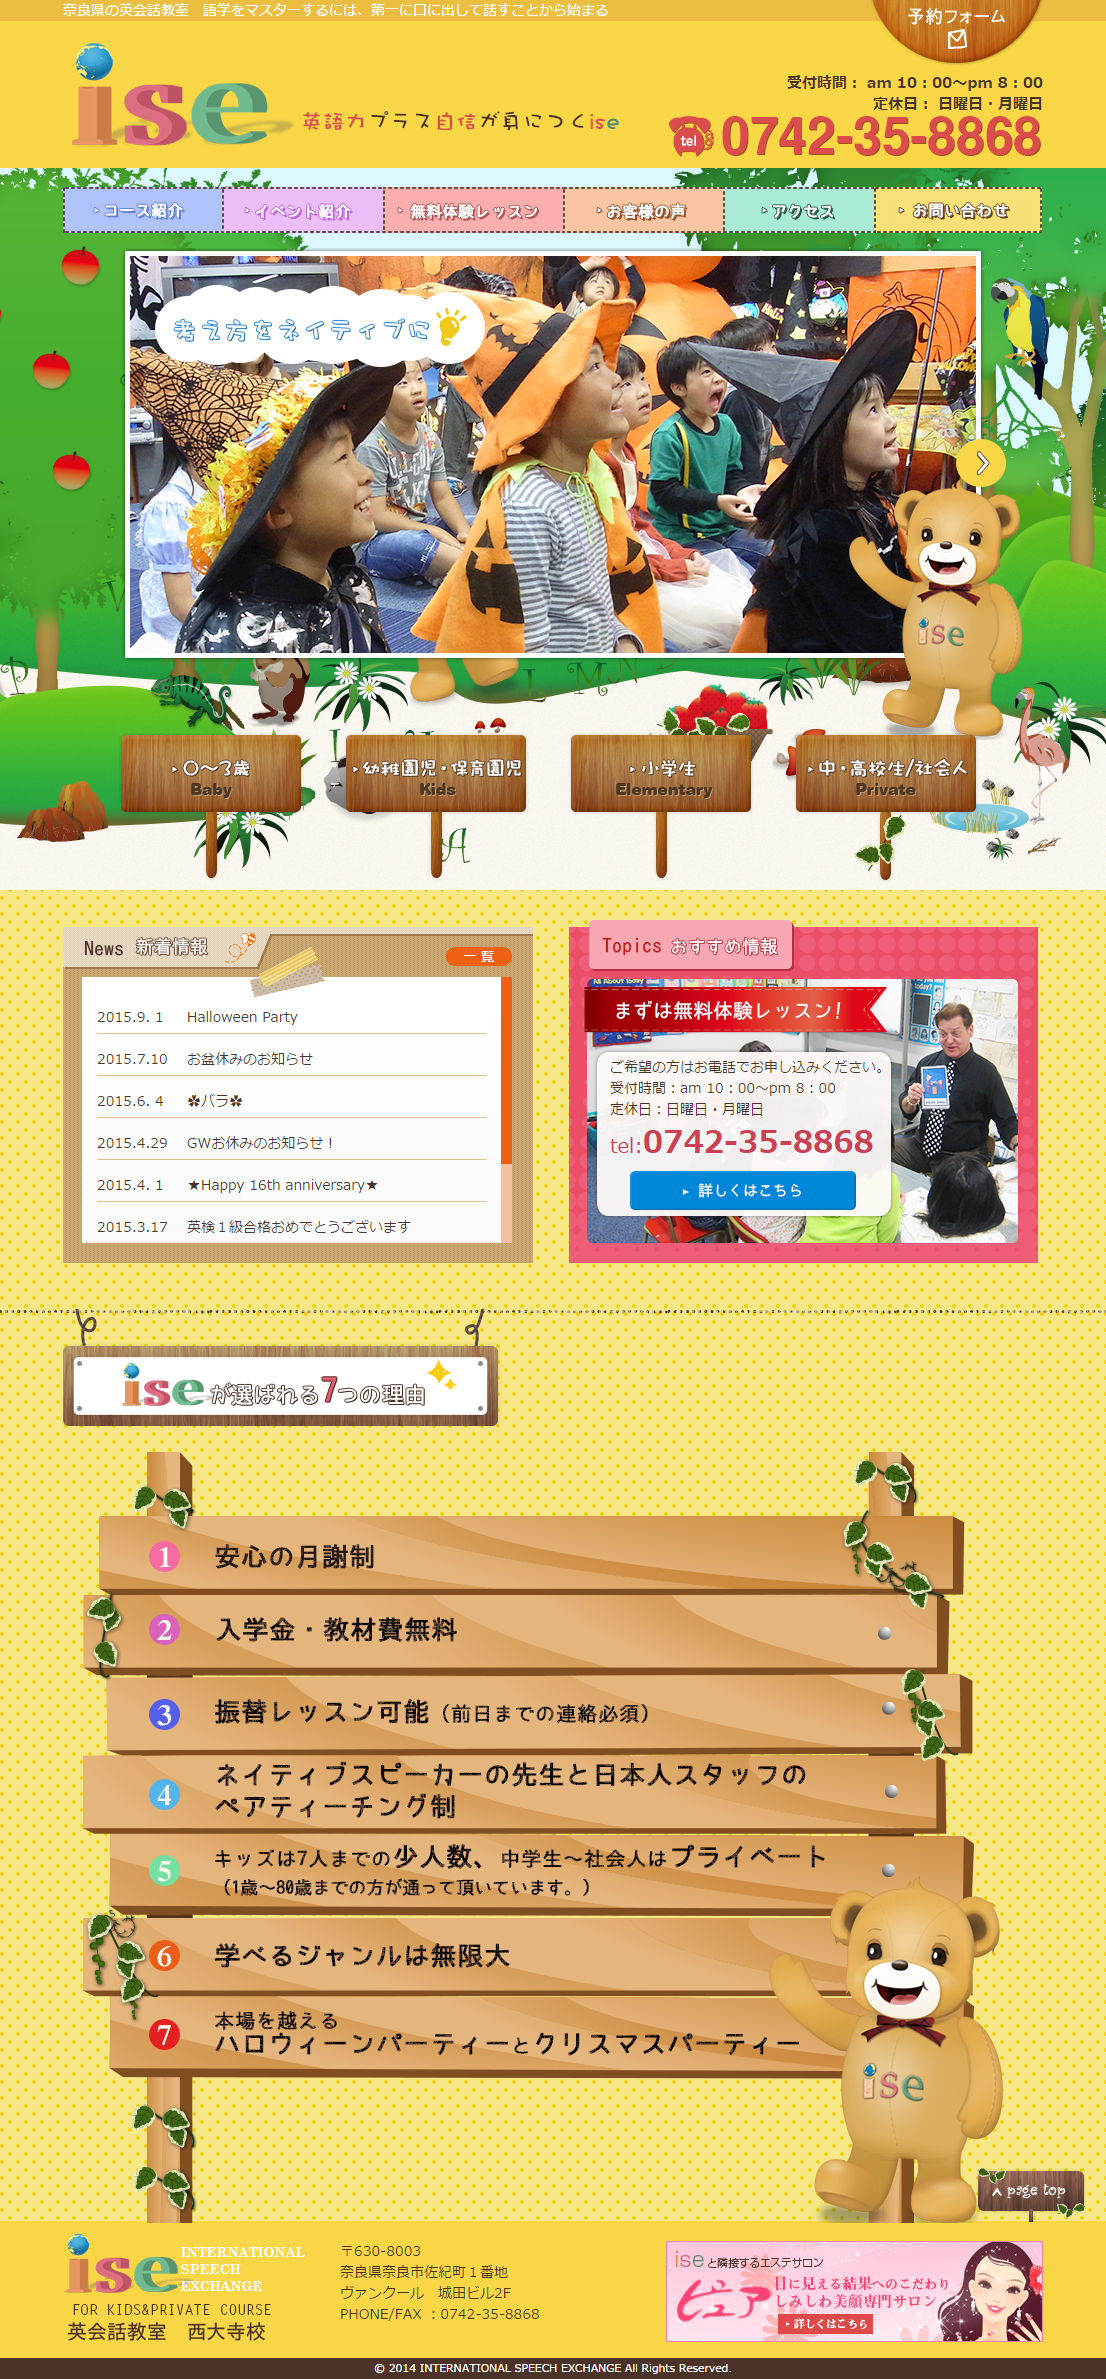 奈良県の英会話教室　語学をマスターするには、第一に口に出して話すことから始まる
予約フォーム
受付時間： am 10：00～pm 8：00
定休日： 日曜日・月曜日
ise 英語力プラス自信が身につくise
tel 0742-35-8868
コース紹介 イベント紹介 無料体験レッスン お客様の声 アクセス お問い合わせ
考え方をネイティブに
ise
〇～3歳 幼稚園児・保育園児 小学生 中・高校生/社会人
Baby Kids Elementary Private
A
News 新着情報
一覧
2015.9. 1 Halloween Party
2015.7.10 お盆休みのお知らせ
2015.6. 4 ✿バラ✿
2015.4.29 GWお休みのお知らせ！
2015.4. 1 ★Happy 16th anniversary★
2015.3.17 英検１級合格おめでとうございます
Topics おすすめ情報
まずは無料体験レッスン!
ご希望の方はお電話でお申し込みください。
受付時間：am 10：00～pm 8：00
定休日：日曜日・月曜日
tel:0742-35-8868
詳しくはこちら
iseが選ばれる7つの理由
1 安心の月謝制
2 入学金・教材費無料
3 振替レッスン可能（前日までの連絡必須）
4 ネイティブスピーカーの先生と日本人スタッフの
ペアティーチング制
5 キッズは7人までの少人数、中学生～社会人はプライベート
（1歳～80歳までの方が通って頂いています。）
6 学べるジャンルは無限大
7 本場を越える
ハロウィーンパーティーとクリスマスパーティー
ise
page top
ise INTERNATIONAL
SPEECH
EXCHANGE
FOR KIDS&PRIVATE COURSE
英会話教室　西大寺校
〒630-8003
奈良県奈良市佐紀町１番地
ヴァンクール　城田ビル2F
PHONE/FAX ：0742-35-8868
iseと隣接するエステサロン
ピュア
目に見える結果へのこだわり
しみしわ美顔専門サロン
詳しくはこちら
© 2014 INTERNATIONAL SPEECH EXCHANGE All Rights Reserved.